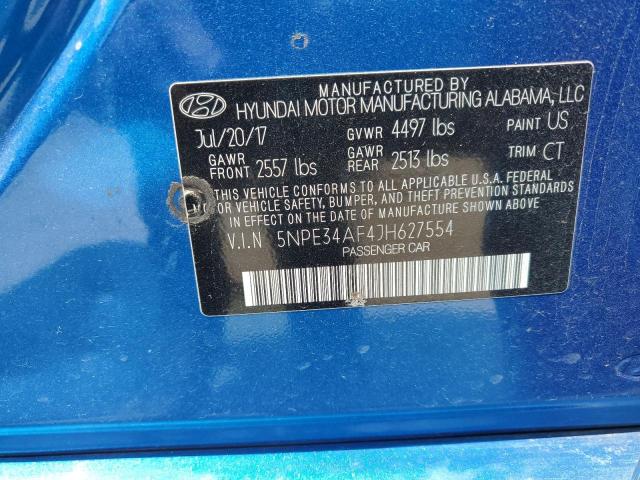 MANUFACTURED BY
HYUNDAI MOTOR MANUFACTURING ALABAMA, LLC
Jul/20/17 GVWR 4497 lbs PAINT US
GAWR FRONT 2557 lbs GAWR REAR 2513 lbs TRIM CT
THIS VEHICLE CONFORMS TO ALL APPLICABLE U.S.A. FEDERAL
OR VEHICLE SAFETY, BUMPER, AND THEFT PREVENTION STANDARDS
IN EFFECT ON THE DATE OF MANUFACTURE SHOWN ABOVE
V.I.N 5NPE34AF4JH627554
PASSENGER CAR